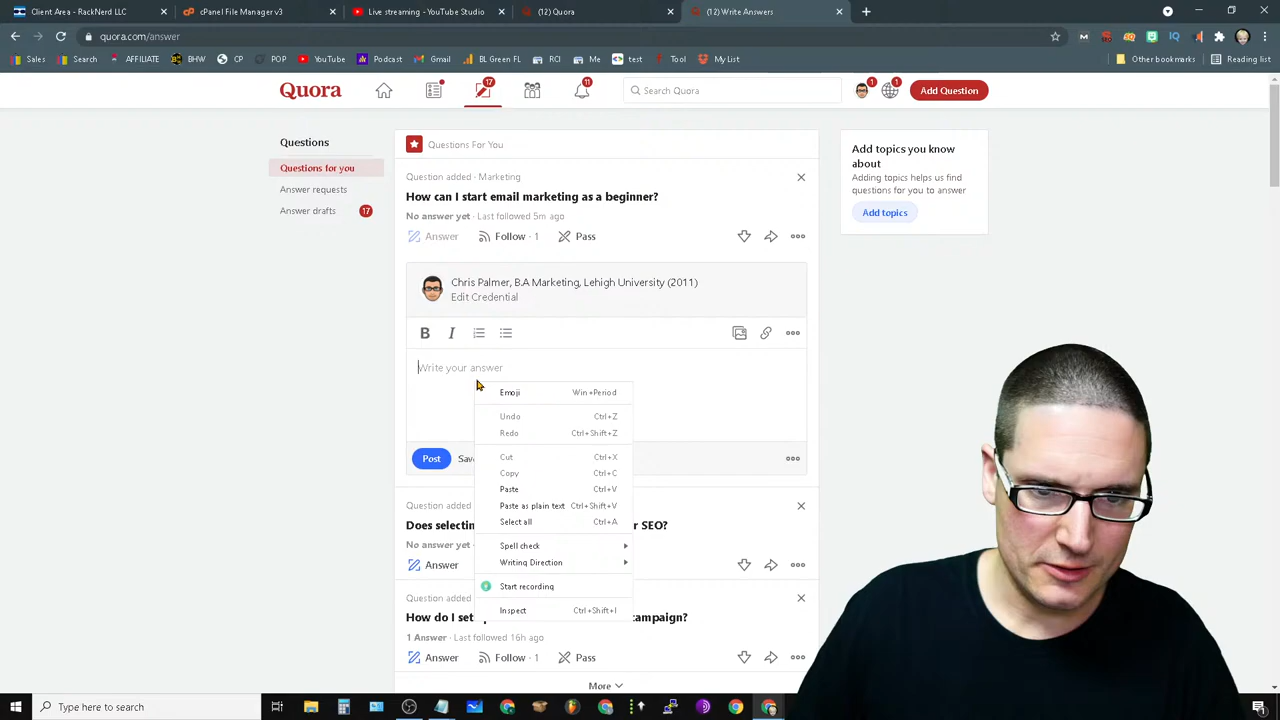 Client Area - RackNerd LLC
cPanel File Manager v3
Live streaming - YouTube Studio
(12) Quora
(12) Write Answers
quora.com/answer
Sales
Search
AFFILIATE
BHW
CP
YouTube
Podcast
Gmail
BL Green FL
RCI
Me
test
Tool
My List
Other bookmarks
Reading list
Quora
17
11
Search Quora
1
1
Add Question
Questions
Questions for you
Answer requests
Answer drafts
17
Questions For You
Question added · Marketing
How can I start email marketing as a beginner?
No answer yet · Last followed 5m ago
Answer
Follow · 1
Pass
Chris Palmer, B.A Marketing, Lehigh University (2011)
Edit Credential
B I
Write your answer
Post
Emoji Win+Period
Undo Ctrl+Z
Redo Ctrl+Shift+Z
Cut Ctrl+X
Copy Ctrl+C
Paste Ctrl+V
Paste as plain text Ctrl+Shift+V
Select all Ctrl+A
Spell check
Writing Direction
Start recording
Inspect Ctrl+Shift+I
Question added
Does selectin
SEO?
No answer yet
Answer
Question added
How do I set
1 Answer · Last followed 16h ago
Answer
Follow · 1
Pass
More
Add topics you know
about
Adding topics helps us find
questions for you to answer
Add topics
Type here to search